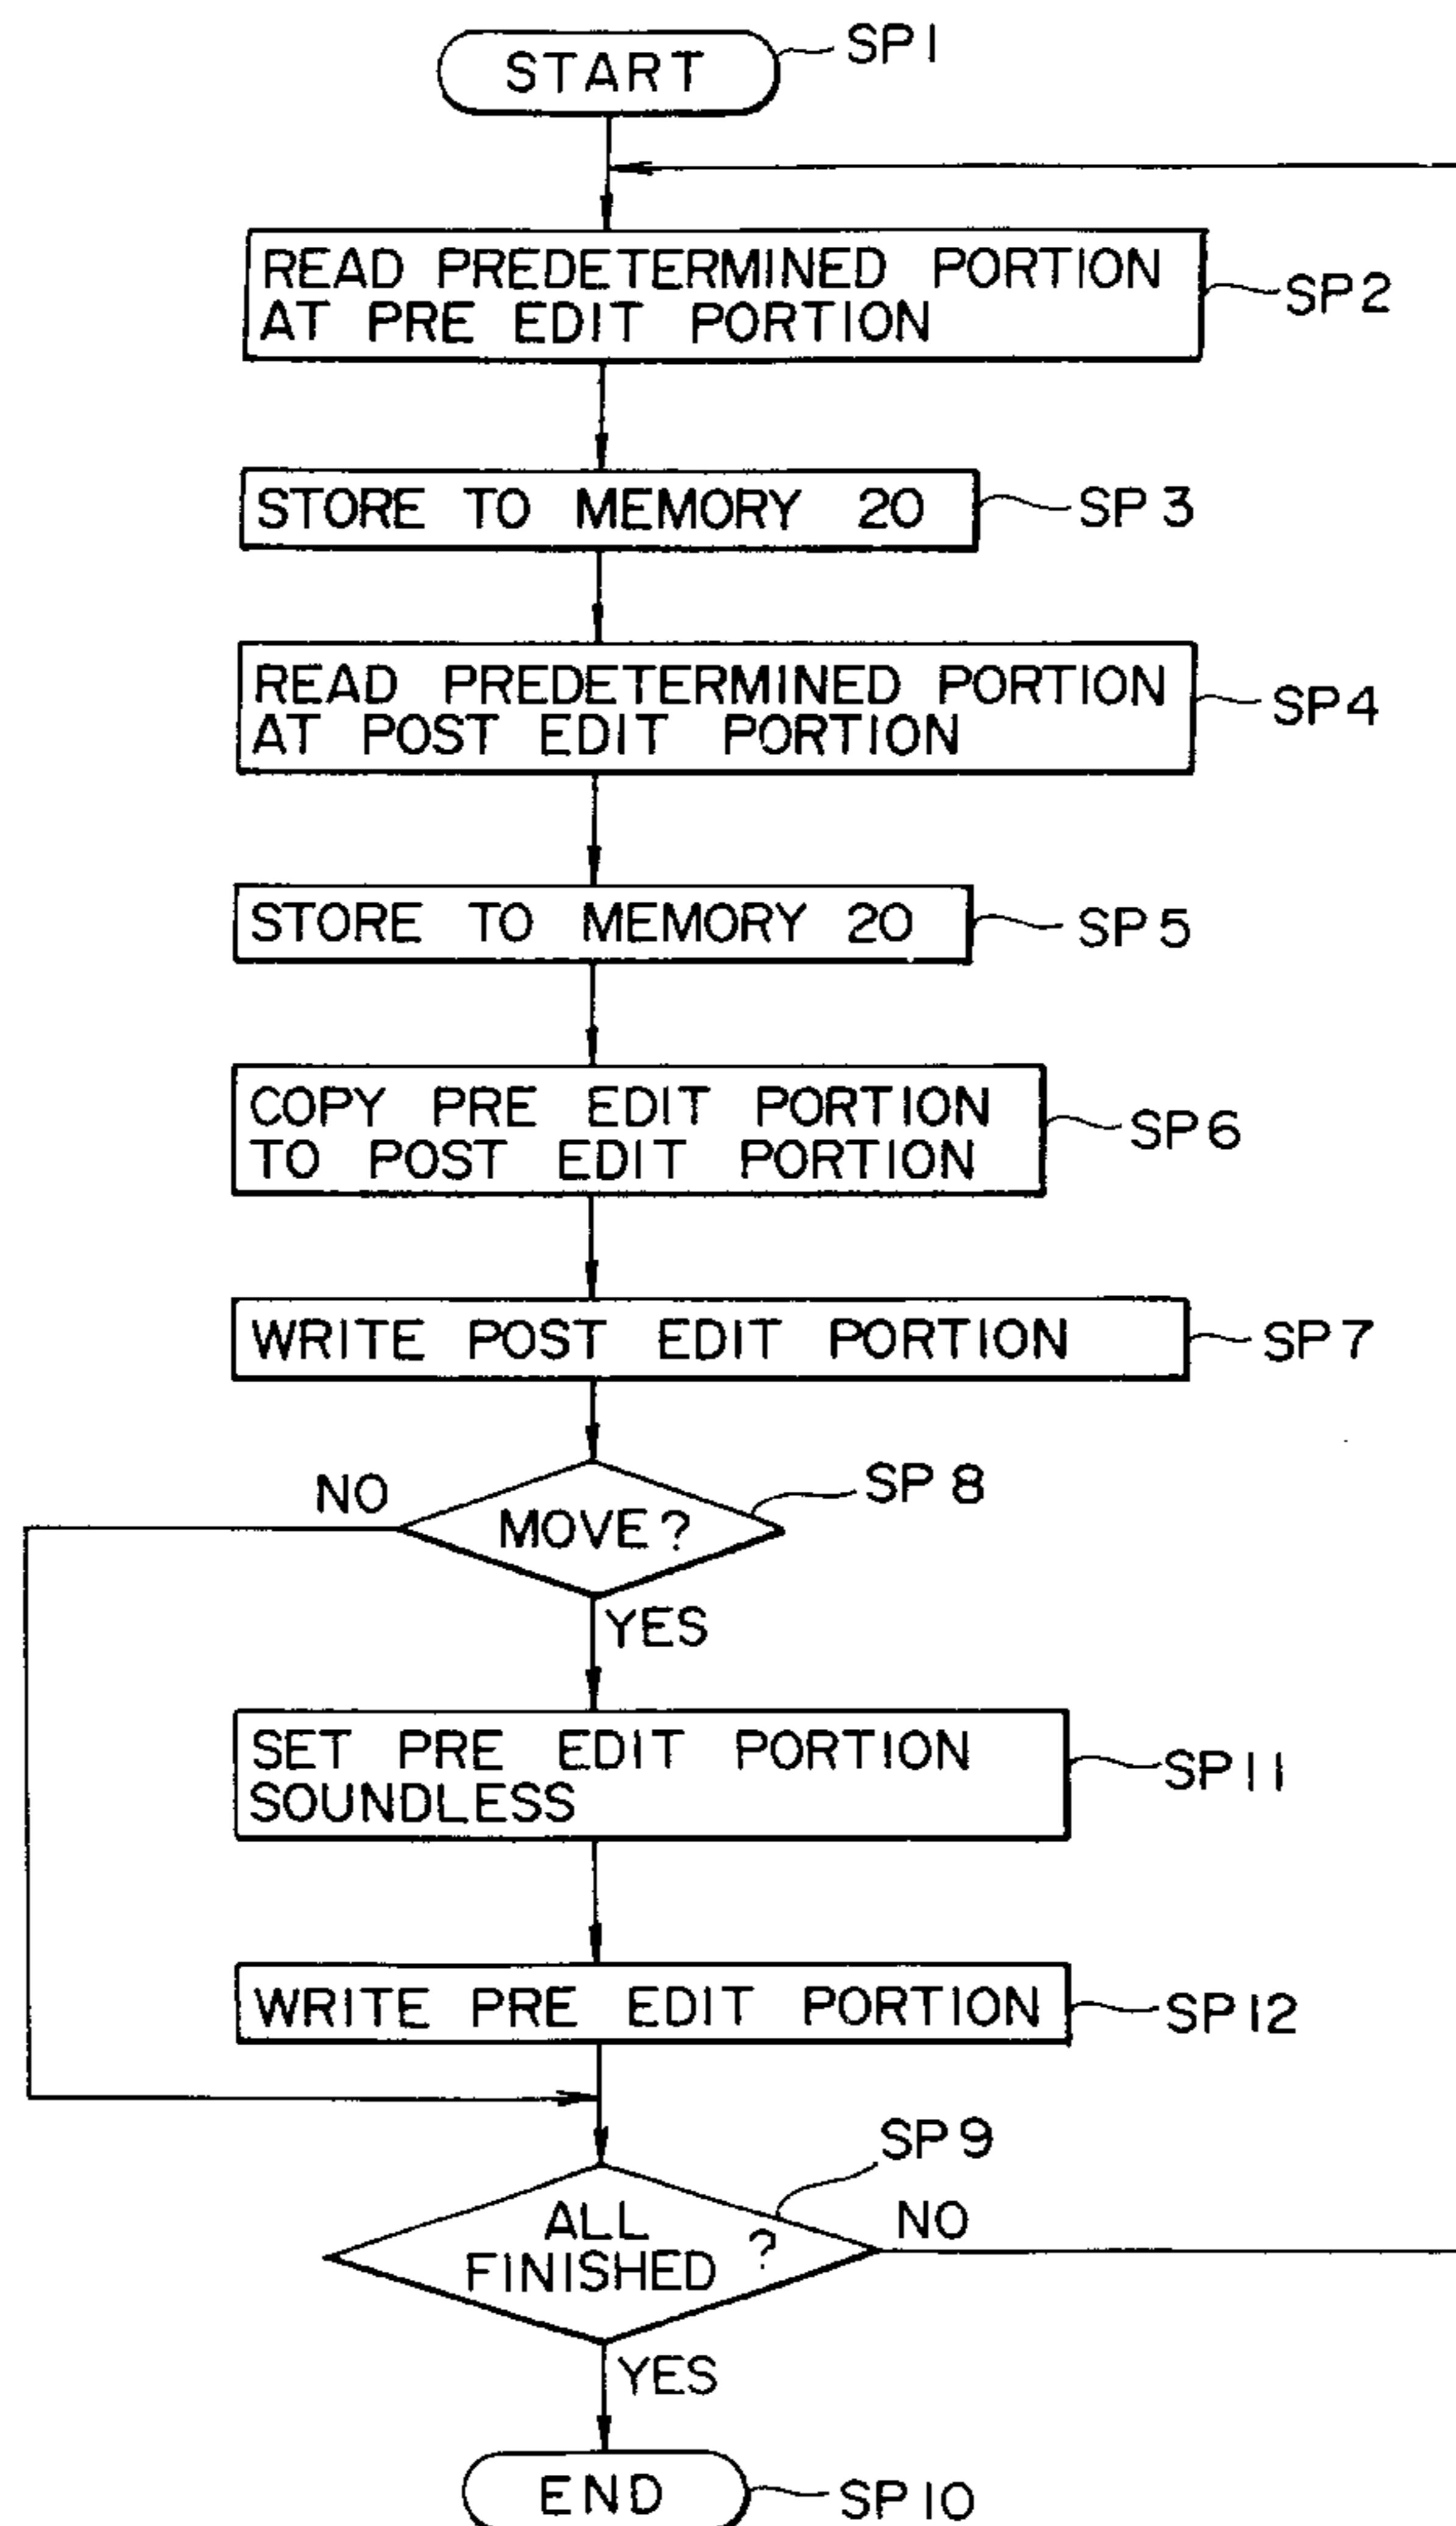 START
SP1
READ PREDETERMINED PORTION
AT PRE EDIT PORTION
SP2
STORE TO MEMORY 20
SP3
READ PREDETERMINED PORTION
AT POST EDIT PORTION
SP4
STORE TO MEMORY 20
SP5
COPY PRE EDIT PORTION
TO POST EDIT PORTION
SP6
WRITE POST EDIT PORTION
SP7
MOVE?
SP8
NO
YES
SET PRE EDIT PORTION
SOUNDLESS
SP11
WRITE PRE EDIT PORTION
SP12
ALL
FINISHED ?
SP9
NO
YES
END
SP10